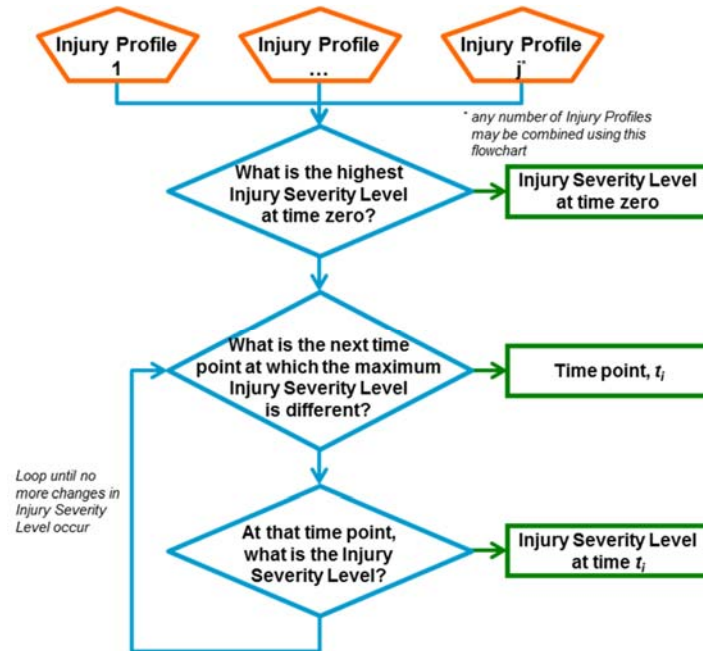 Injury Profile
1
Injury Profile
...
Injury Profile
j*
* any number of Injury Profiles
may be combined using this
flowchart
What is the highest
Injury Severity Level
at time zero?
Injury Severity Level
at time zero
What is the next time
point at which the maximum
Injury Severity Level
is different?
Time point, ti
Loop until no
more changes in
Injury Severity
Level occur
At that time point,
what is the Injury
Severity Level?
Injury Severity Level
at time ti